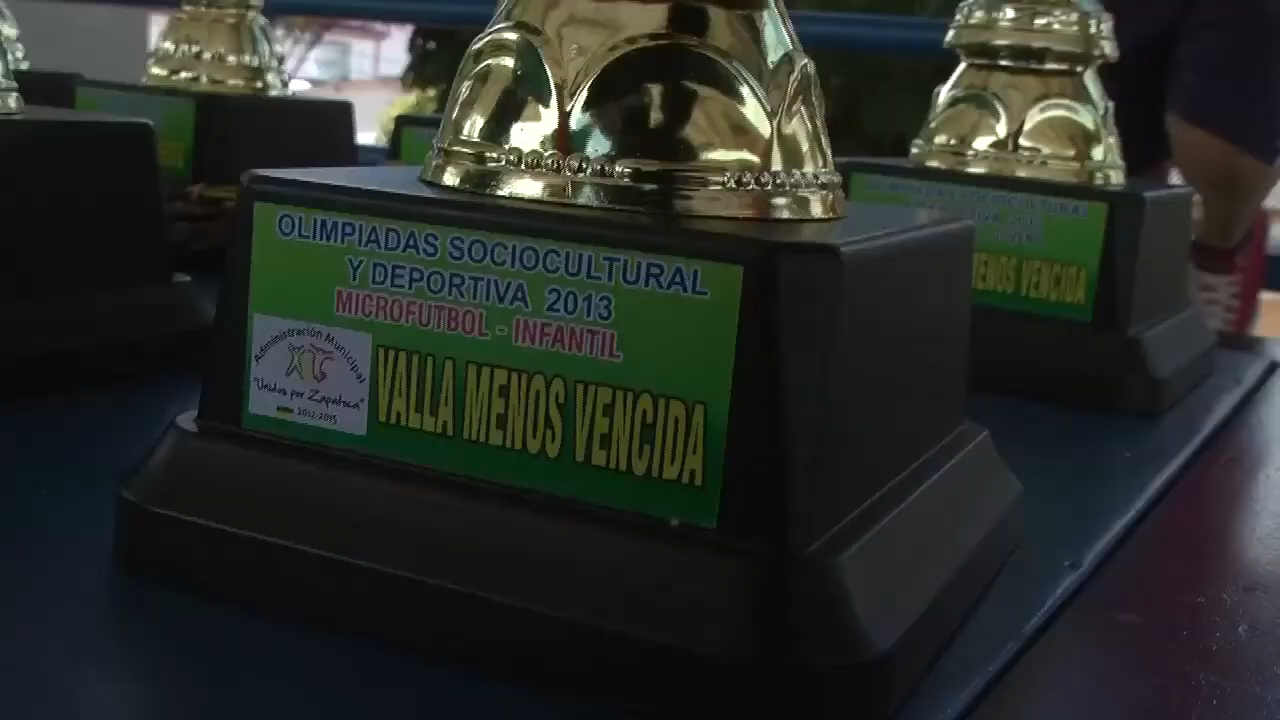 OLIMPIADAS SOCIOCULTURAL
Y DEPORTIVA 2013
MICROFUTBOL - INFANTIL
Administración Municipal
"Unidos por Zapatoca"
2012-2015
VALLA MENOS VENCIDA
MENOS VENCIDA